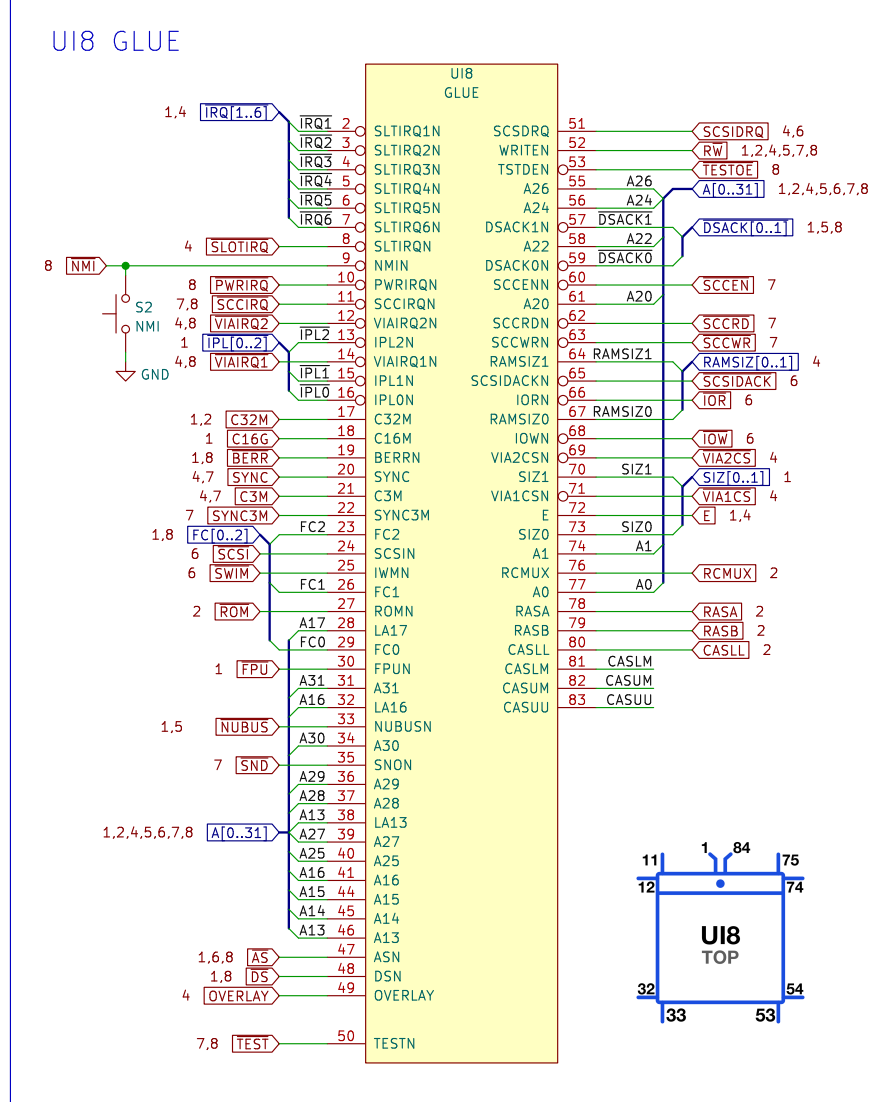 UI8 GLUE
UI8
GLUE
1,4 IRQ[1..6]
IRQ1 2 SLTIRQ1N
IRQ2 3 SLTIRQ2N
IRQ3 4 SLTIRQ3N
IRQ4 5 SLTIRQ4N
IRQ5 6 SLTIRQ5N
IRQ6 7 SLTIRQ6N
4 SLOTIRQ 8 SLTIRQN
8 NMI 9 NMIN
S2
NMI
GND
8 PWRIRQ 10 PWRIRQN
7,8 SCCIRQ 11 SCCIRQN
4,8 VIAIRQ2 12 VIAIRQ2N
1 IPL[0..2] IPL2 13 IPL2N
4,8 VIAIRQ1 14 VIAIRQ1N
IPL1 15 IPL1N
IPL0 16 IPL0N
1,2 C32M 17 C32M
1 C16G 18 C16M
1,8 BERR 19 BERRN
4,7 SYNC 20 SYNC
4,7 C3M 21 C3M
7 SYNC3M 22 SYNC3M
1,8 FC[0..2] FC2 23 FC2
6 SCSI 24 SCSIN
6 SWIM 25 IWMN
FC1 26 FC1
2 ROM 27 ROMN
A17 28 LA17
FC0 29 FC0
1 FPU 30 FPUN
A31 31 A31
A16 32 LA16
1,5 NUBUS 33 NUBUSN
A30 34 A30
7 SND 35 SNON
A29 36 A29
A28 37 A28
A13 38 LA13
1,2,4,5,6,7,8 A[0..31] A27 39 A27
A25 40 A25
A16 41 A16
A15 44 A15
A14 45 A14
A13 46 A13
1,6,8 AS 47 ASN
1,8 DS 48 DSN
4 OVERLAY 49 OVERLAY
7,8 TEST 50 TESTN
SCSDRQ 51 SCSIDRQ 4,6
WRITEN 52 RW 1,2,4,5,7,8
TSTDEN 53 TESTOE 8
A26 55 A26 A[0..31] 1,2,4,5,6,7,8
A24 56 A24
DSACK1N 57 DSACK1 DSACK[0..1] 1,5,8
A22 58 A22
DSACK0N 59 DSACK0
SCCENN 60 SCCEN 7
A20 61 A20
SCCRDN 62 SCCRD 7
SCCWRN 63 SCCWR 7
RAMSIZ1 64 RAMSIZ1 RAMSIZ[0..1] 4
SCSIDACKN 65 SCSIDACK 6
IORN 66 IOR 6
RAMSIZ0 67 RAMSIZ0
IOWN 68 IOW 6
VIA2CSN 69 VIA2CS 4
SIZ1 70 SIZ1 SIZ[0..1] 1
VIA1CSN 71 VIA1CS 4
E 72 E 1,4
SIZ0 73 SIZ0
A1 74 A1
RCMUX 76 RCMUX 2
A0 77 A0
RASA 78 RASA 2
RASB 79 RASB 2
CASLL 80 CASLL 2
CASLM 81 CASLM
CASUM 82 CASUM
CASUU 83 CASUU
11 1 84 75
12 74
UI8
TOP
32 54
33 53